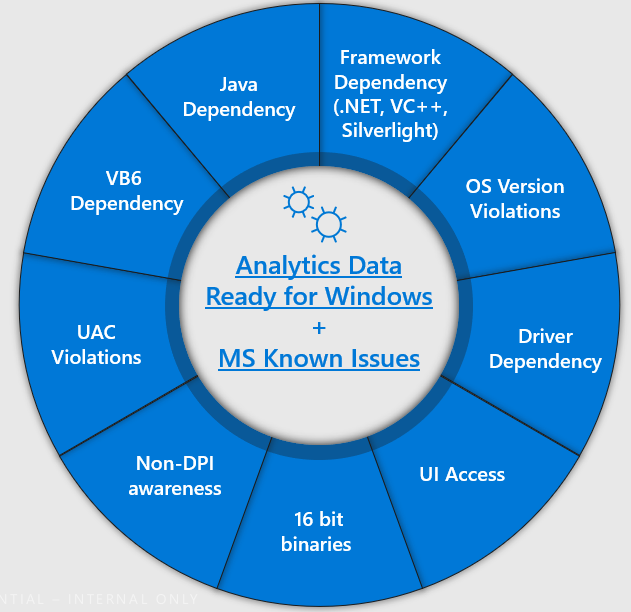 Framework
Dependency
(.NET, VC++,
Silverlight)
OS Version
Violations
Driver
Dependency
UI Access
16 bit
binaries
Non-DPI
awareness
UAC
Violations
VB6
Dependency
Java
Dependency
Analytics Data
Ready for Windows
+
MS Known Issues
INTERNAL ONLY